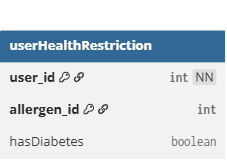 userHealthRestriction
user_id int NN
allergen_id int
hasDiabetes boolean